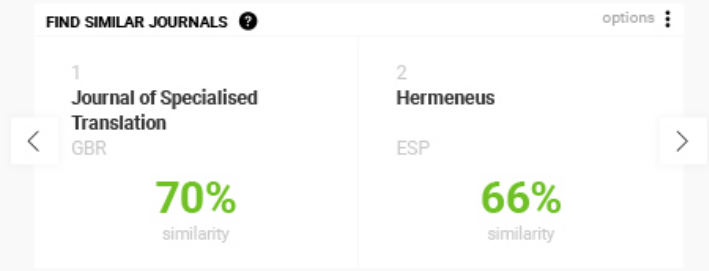 FIND SIMILAR JOURNALS ?
options
1
Journal of Specialised
Translation
GBR
70%
similarity
2
Hermeneus
ESP
66%
similarity